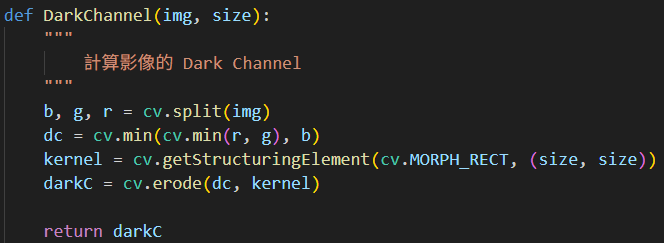 def DarkChannel(img, size):
    """
        計算影像的 Dark Channel
    """
    b, g, r = cv.split(img)
    dc = cv.min(cv.min(r, g), b)
    kernel = cv.getStructuringElement(cv.MORPH_RECT, (size, size))
    darkC = cv.erode(dc, kernel)

    return darkC